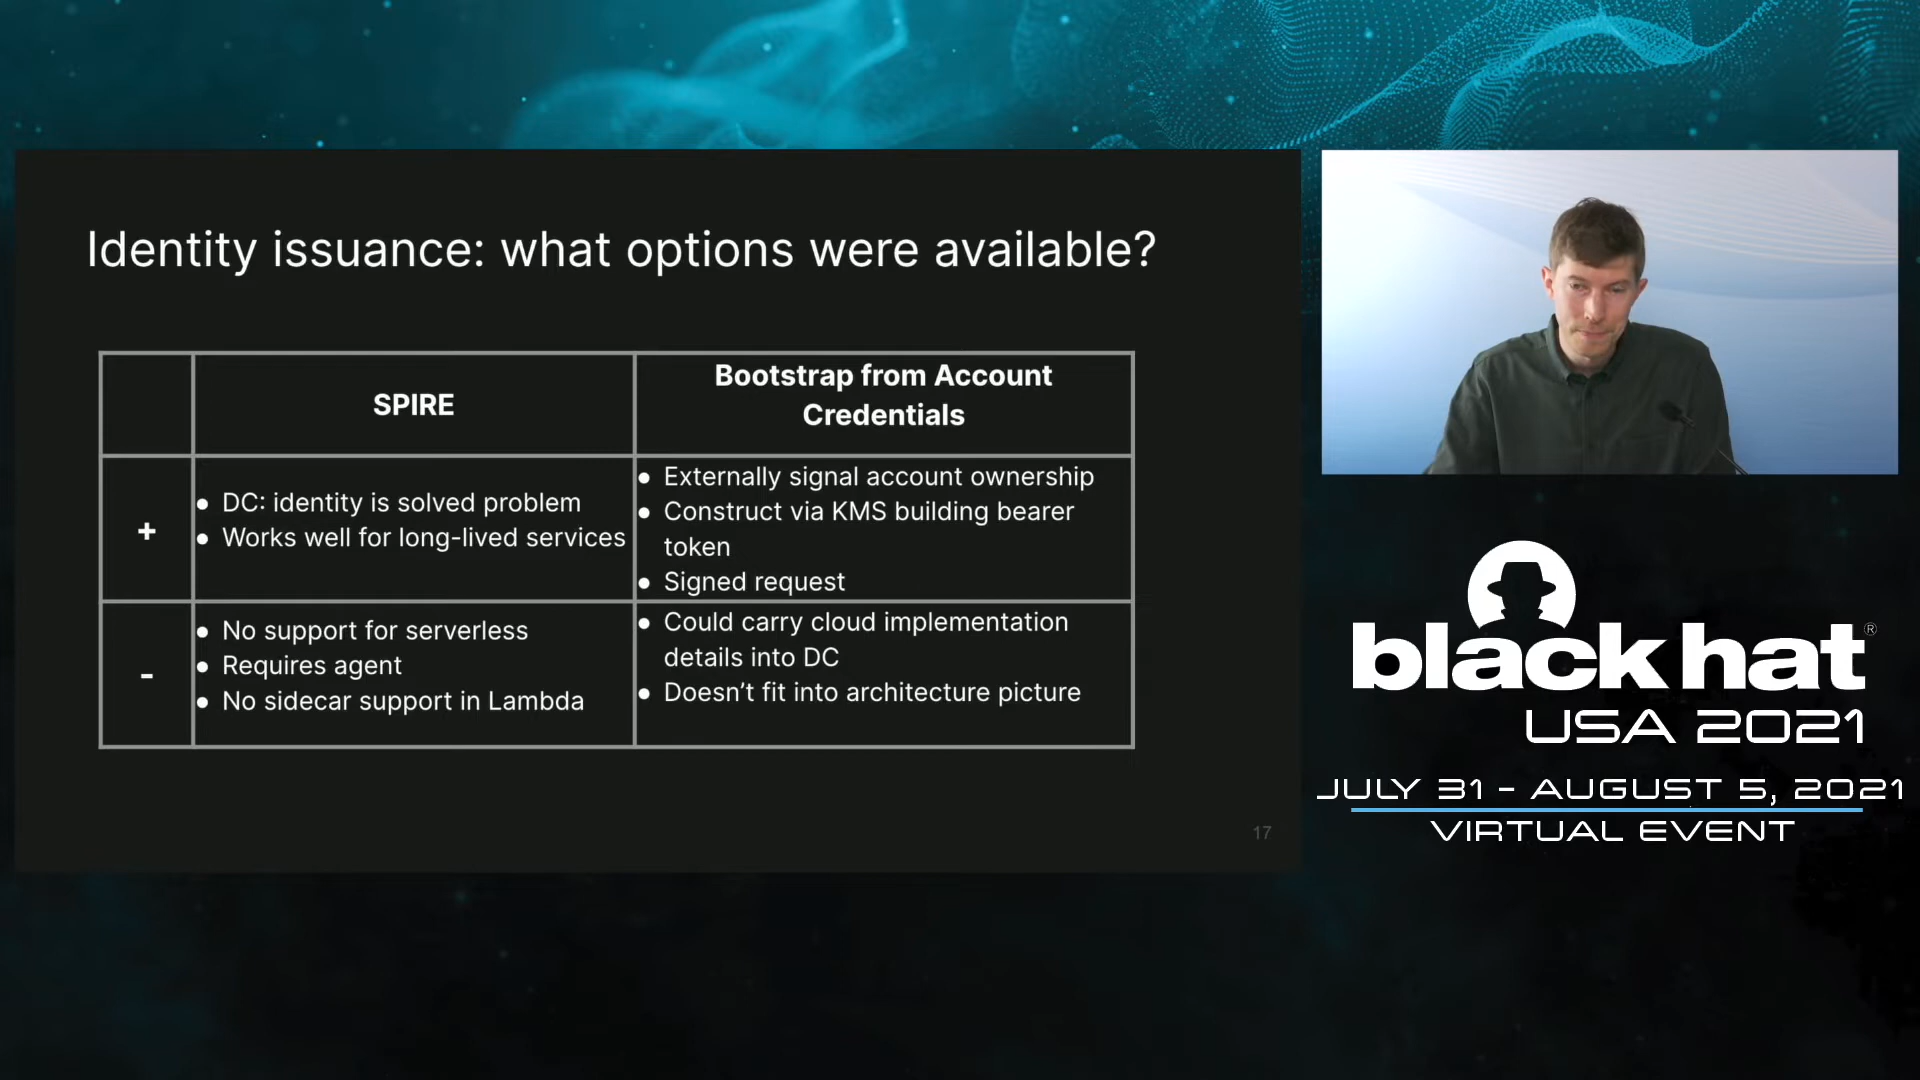 Identity issuance: what options were available?
SPIRE
Bootstrap from Account
Credentials
+
● DC: identity is solved problem
● Works well for long-lived services
● Externally signal account ownership
● Construct via KMS building bearer
token
● Signed request
-
● No support for serverless
● Requires agent
● No sidecar support in Lambda
● Could carry cloud implementation
details into DC
● Doesn’t fit into architecture picture
17
black hat®
USA 2021
JULY 31 - AUGUST 5, 2021
VIRTUAL EVENT